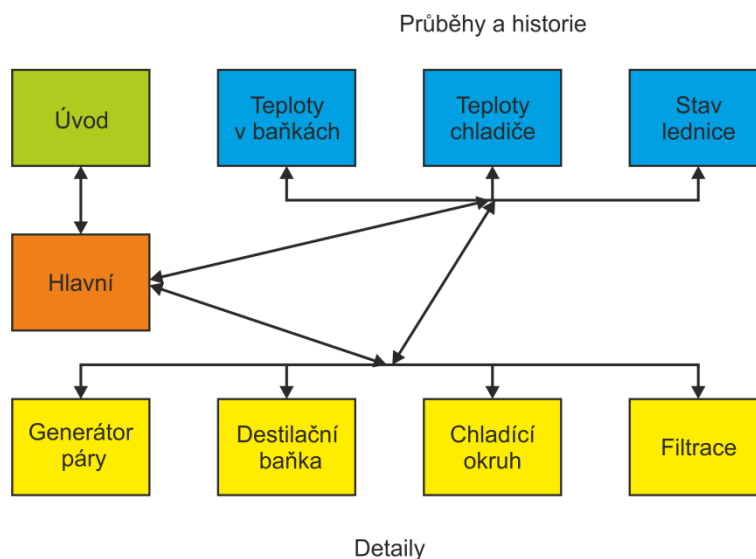 Průběhy a historie
Úvod
Teploty
v baňkách
Teploty
chladiče
Stav
lednice
Hlavní
Generátor
páry
Destilační
baňka
Chladící
okruh
Filtrace
Detaily